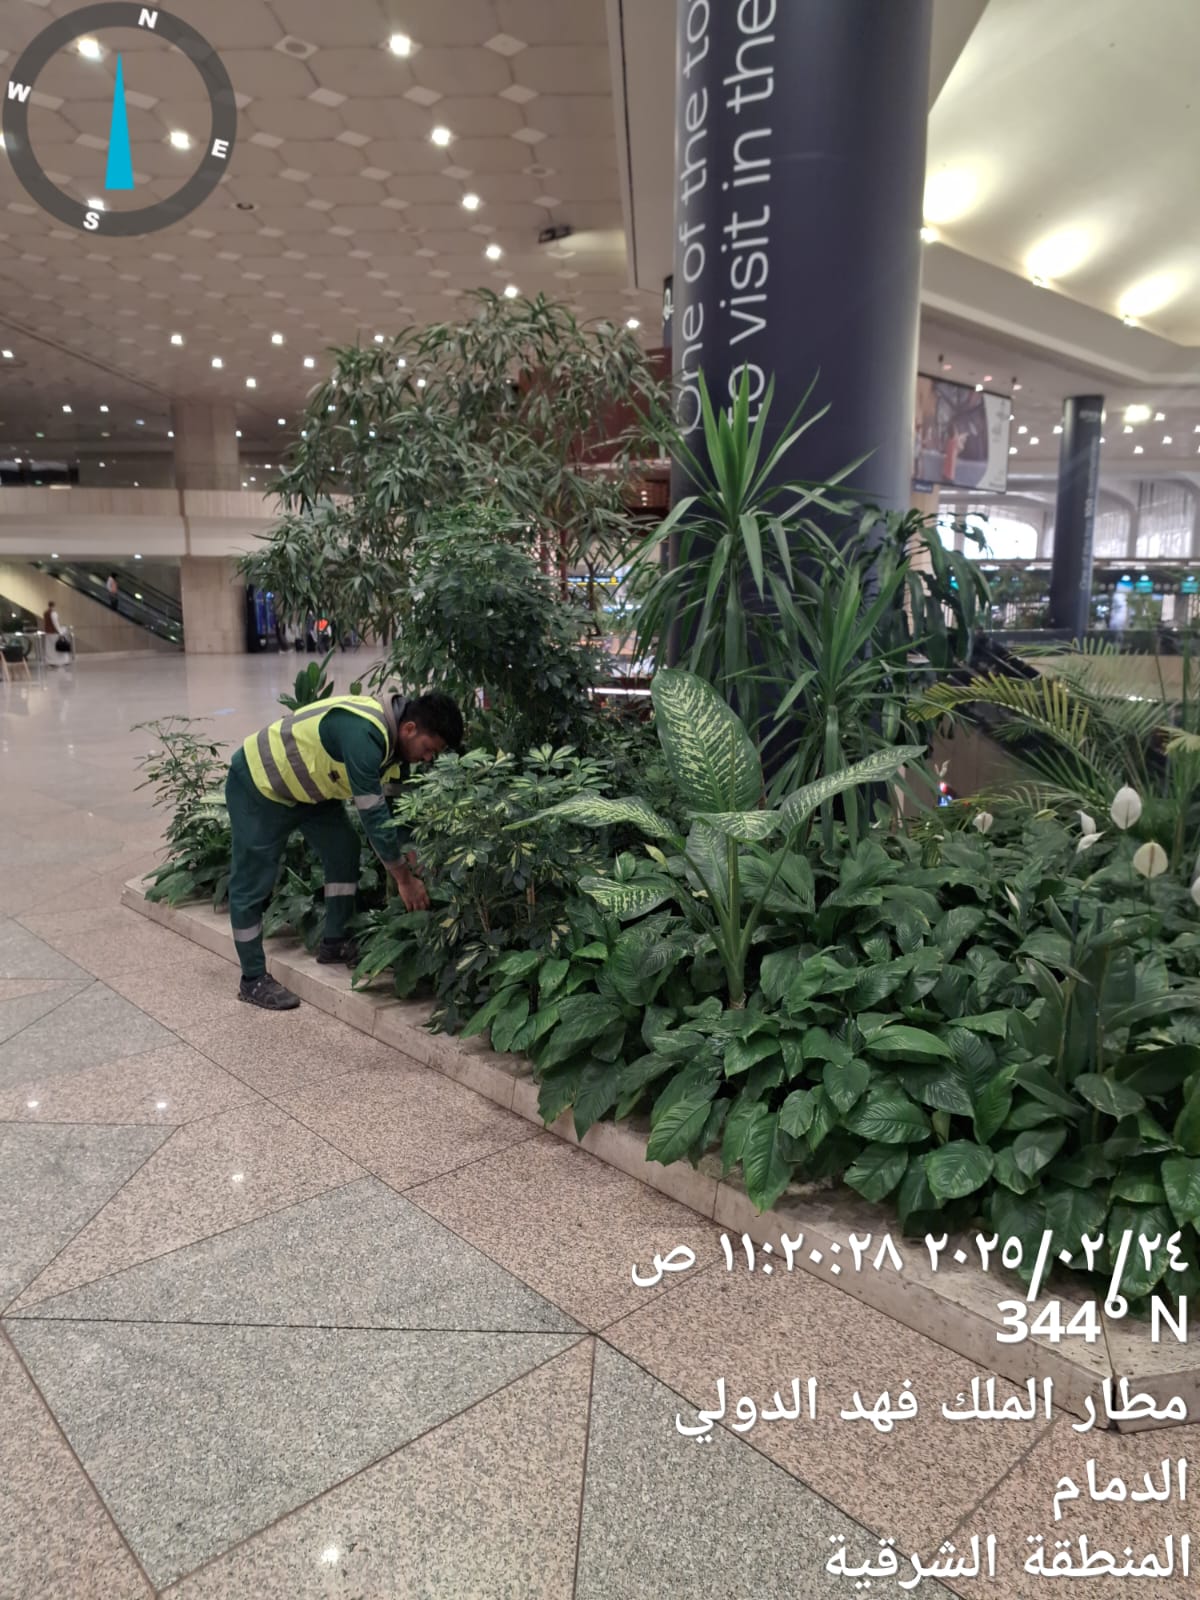 N
W
E
S
One of the to
to visit in the
٢٠٢٥/٠٢/٢٤ ١١:٢٠:٢٨ ص
344° N
مطار الملك فهد الدولي
الدمام
المنطقة الشرقية